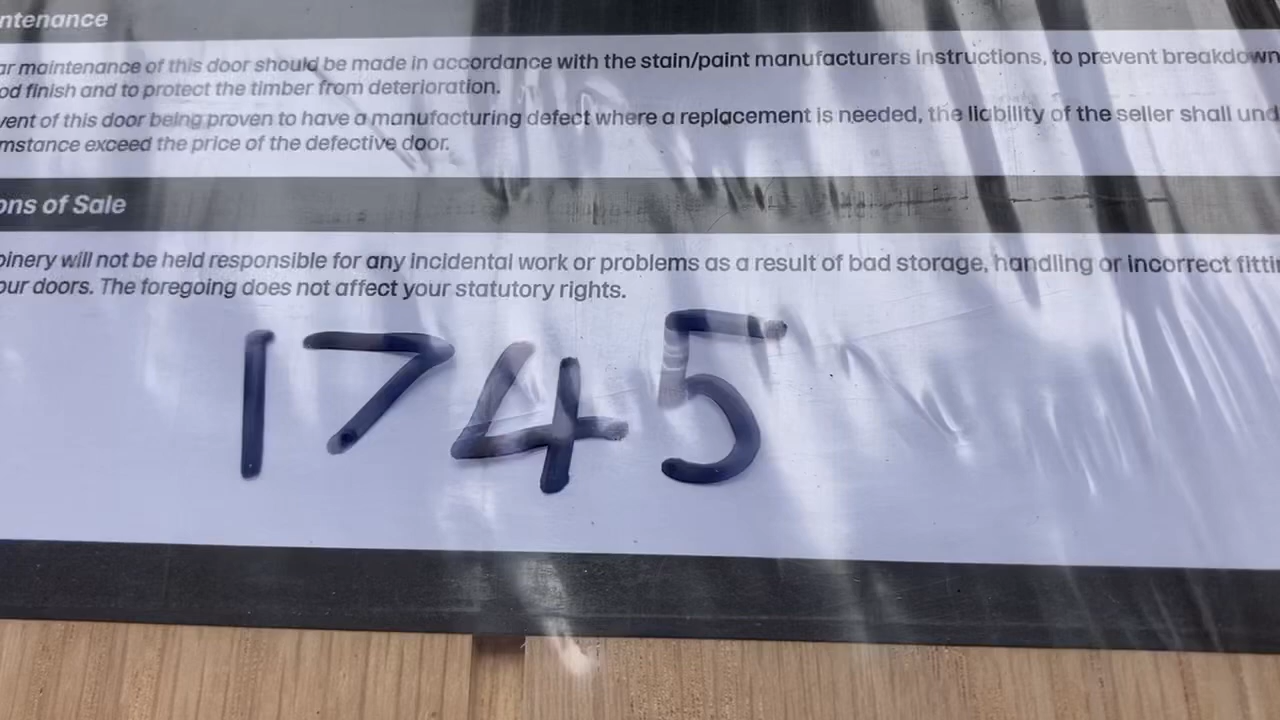 ntenance
ar maintenance of this door should be made in accordance with the stain/paint manufacturers instructions, to prevent breakdown
od finish and to protect the timber from deterioration.
vent of this door being proven to have a manufacturing defect where a replacement is needed, the liability of the seller shall und
mstance exceed the price of the defective door.
ons of Sale
oinery will not be held responsible for any incidental work or problems as a result of bad storage, handling or incorrect fitti
our doors. The foregoing does not affect your statutory rights.
1745